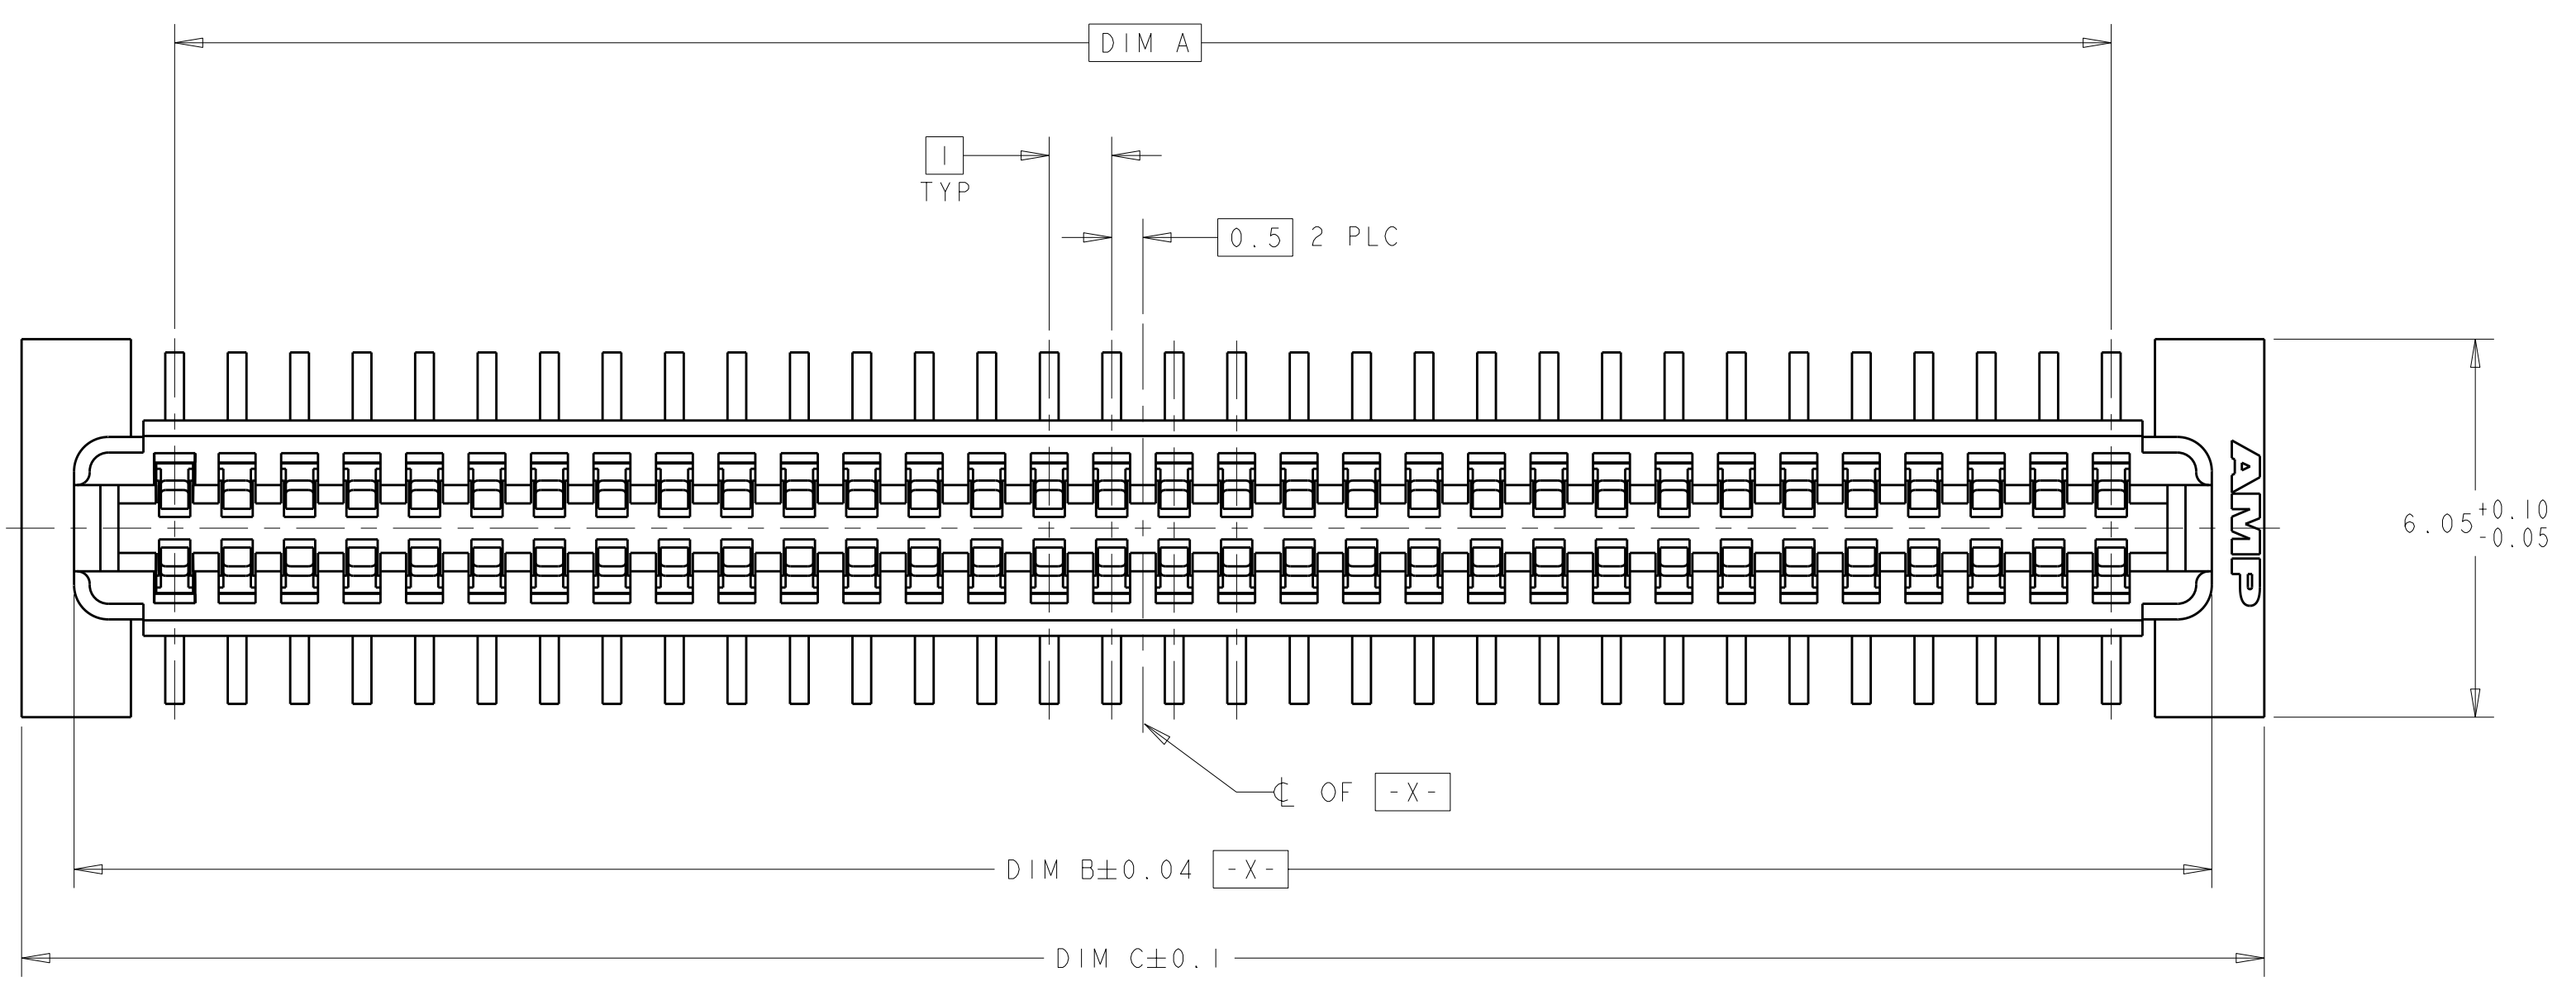 DIM A
1
TYP
0.5 2 PLC
AMP
6.05 +0.10
-0.05
℄ OF -X-
DIM B±0.04 -X-
DIM C±0.1